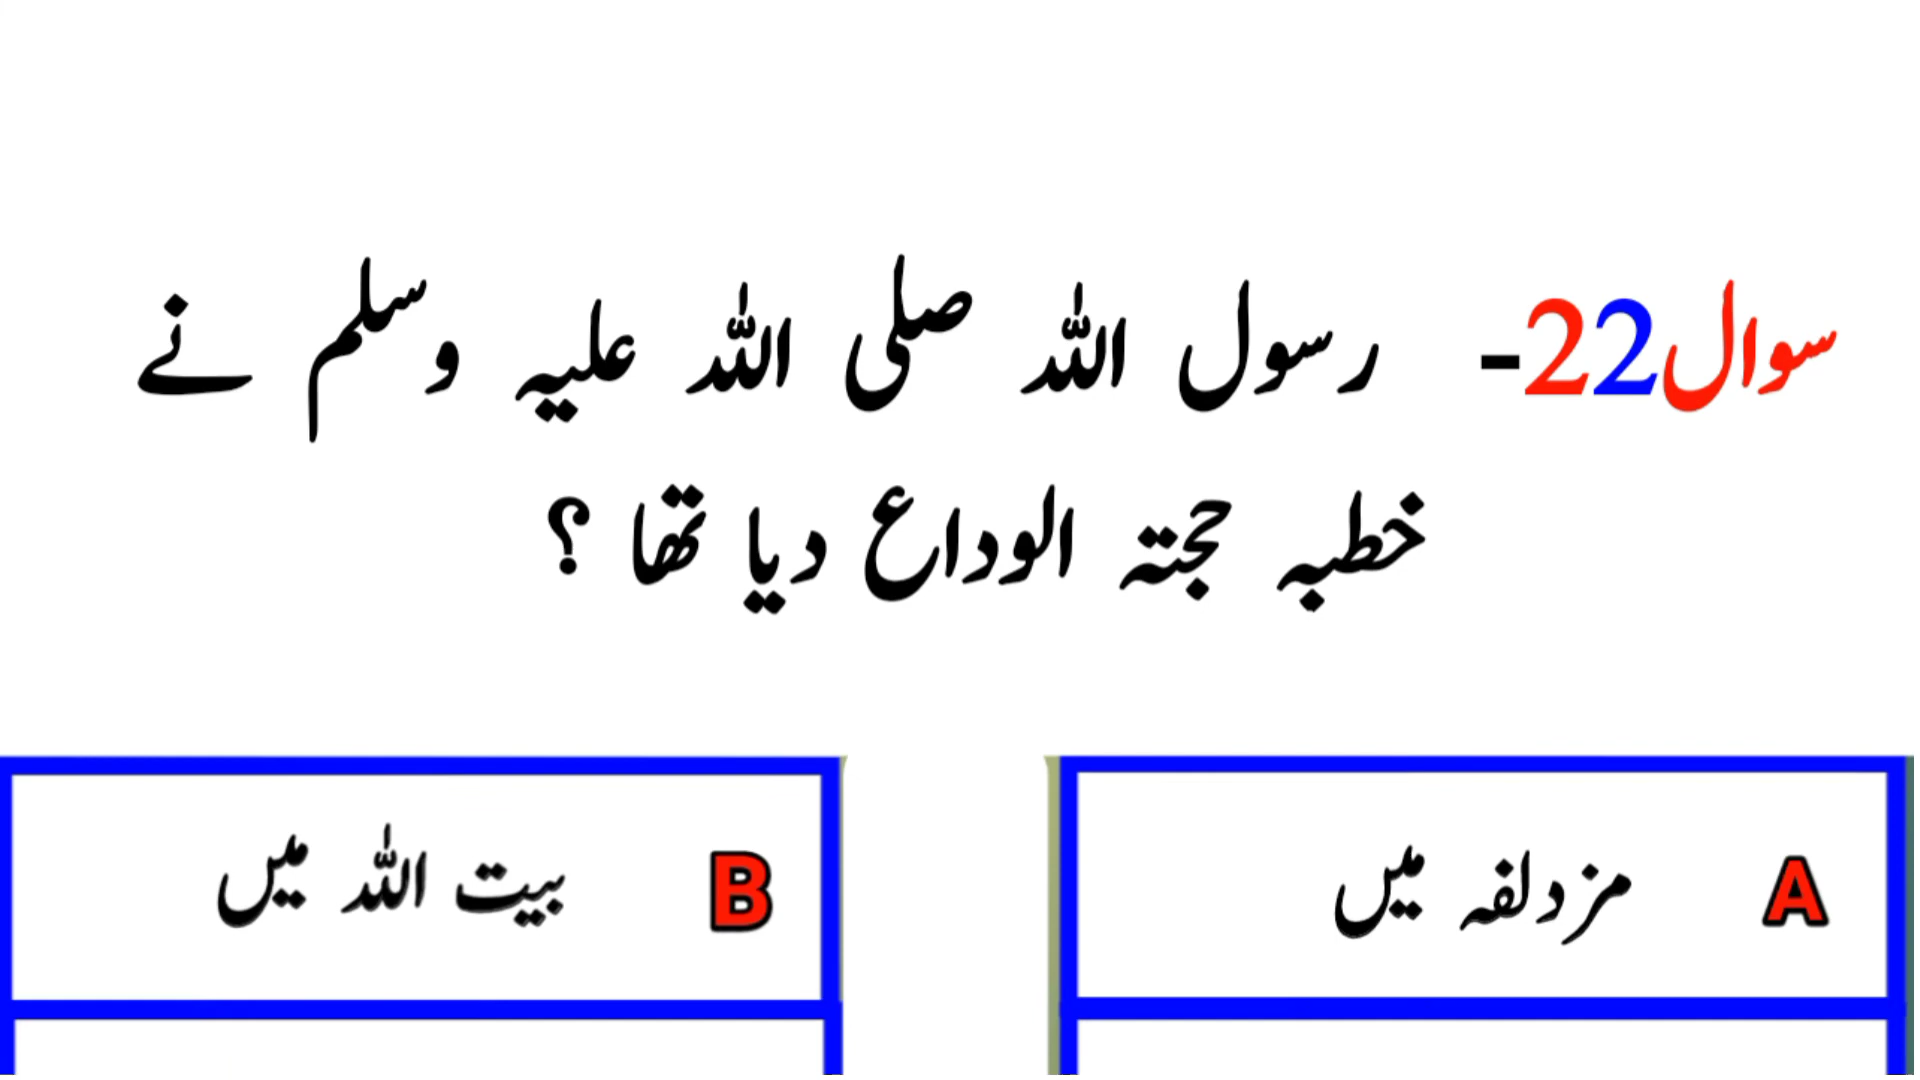 سوال22- رسول اللہ صلی اللہ علیہ وسلم نے
خطبہ حجتہ الوداع دیا تھا ؟
A مزدلفہ میں
B بیت اللہ میں